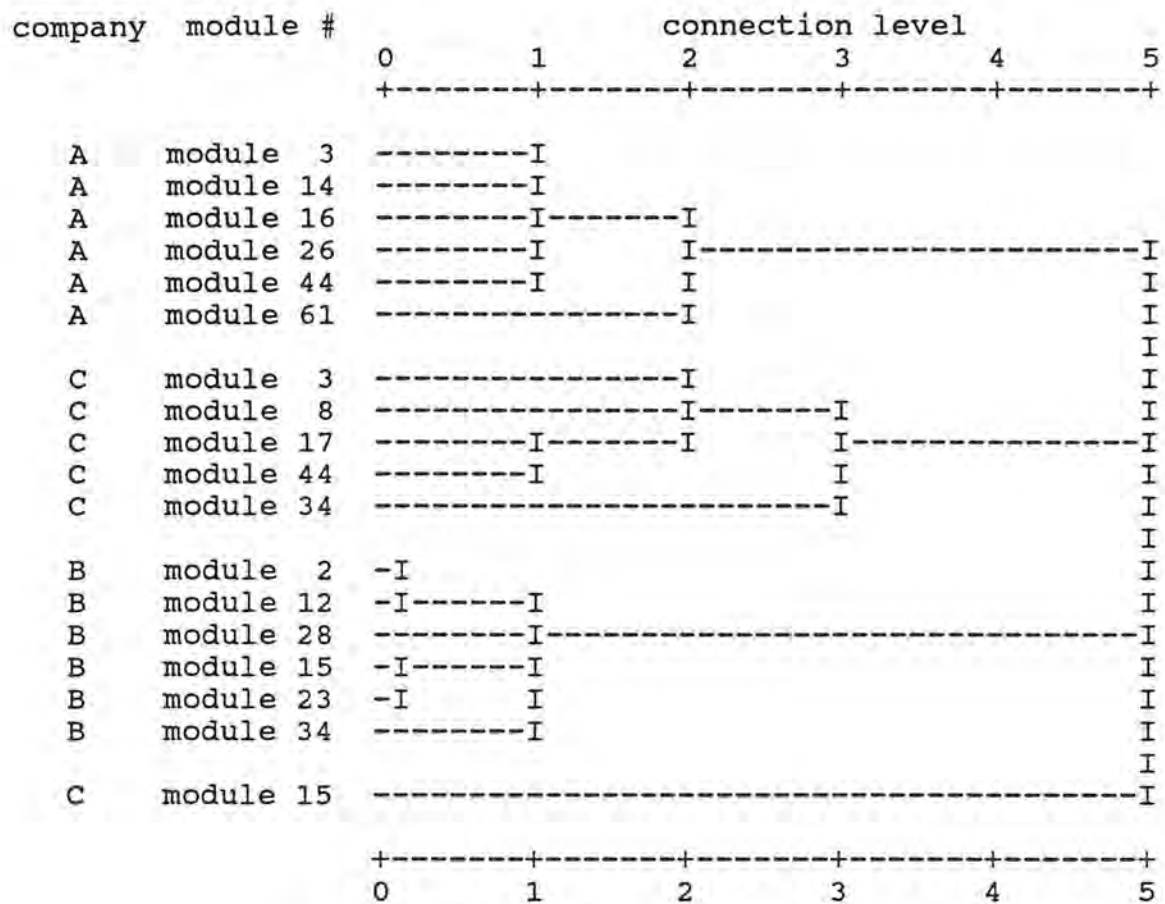 company module # connection level
0 1 2 3 4 5
+-------+-------+-------+-------+-------+
A module 3 --------I
A module 14 --------I
A module 16 --------I-------I
A module 26 --------I       I-----------------------I
A module 44 --------I       I                       I
A module 61 ----------------I                       I
I
C module 3 ----------------I                       I
C module 8 ----------------I-------I               I
C module 17 --------I-------I       I---------------I
C module 44 --------I               I               I
C module 34 ------------------------I               I
I
B module 2 -I                                      I
B module 12 -I------I                               I
B module 28 --------I-------------------------------I
B module 15 -I------I                               I
B module 23 -I      I                               I
B module 34 --------I                               I
I
C module 15 ----------------------------------------I
+-------+-------+-------+-------+-------+
0 1 2 3 4 5